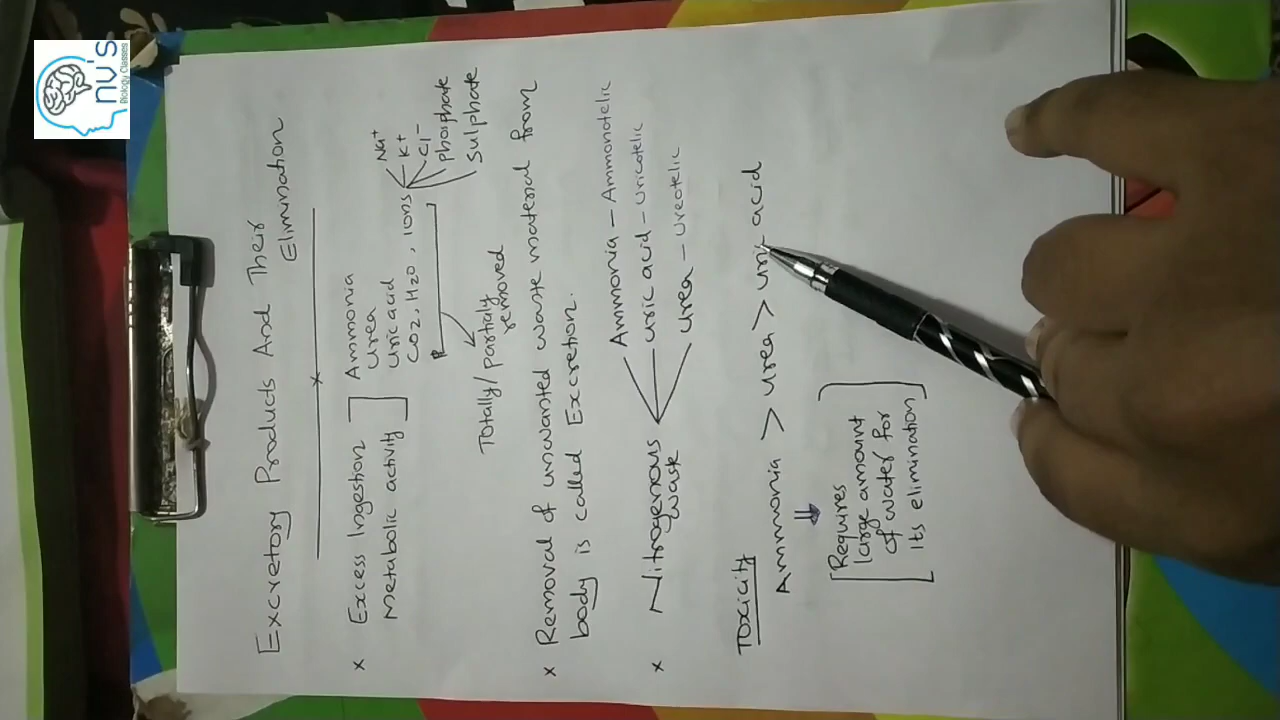 nv's
Biology Classes
Excretory Products And Their
Elimination
x Excess Ingestion
metabolic activity
Ammonia
Urea
Uric acid
CO2, H2O, Ions
Na+
K+
Cl-
phosphate
Sulphate
Totally/partially
removed
x Removal of unwanted waste material from
body is called Excretion.
x Nitrogenous
waste
Ammonia - Ammonotelic
uric acid - uricotelic
urea - ureotelic
Toxicity
Ammonia > urea > uric acid
Requires
large amount
of water for
its elimination